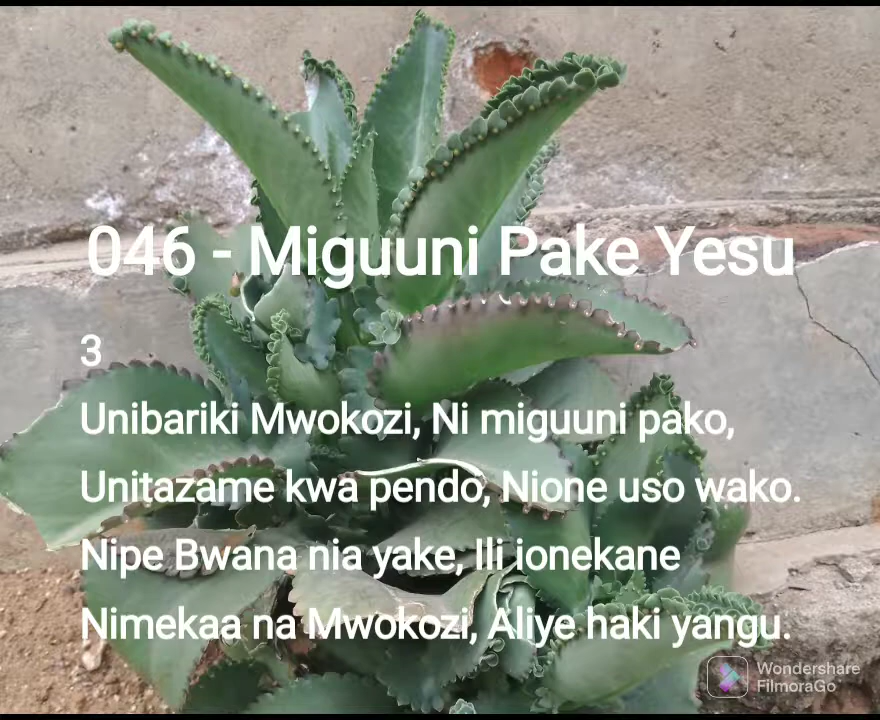 046 - Miguuni Pake Yesu
3
Unibariki Mwokozi, Ni miguuni pako,
Unitazame kwa pendo, Nione uso wako.
Nipe Bwana nia yake, Ili ionekane
Nimekaa na Mwokozi, Aliye haki yangu.
Wondershare
FilmoraGo